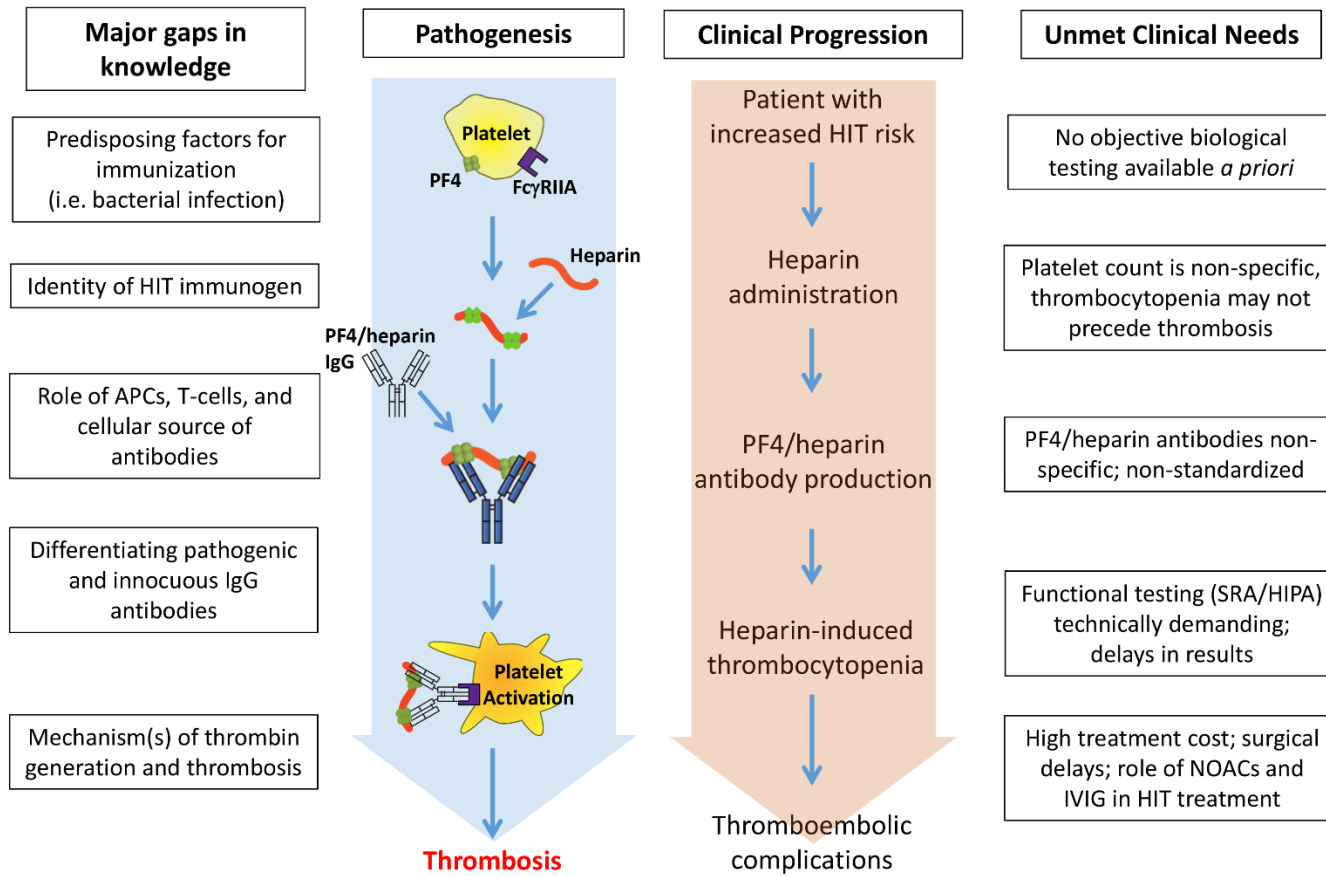 Major gaps in
knowledge
Predisposing factors for
immunization
(i.e. bacterial infection)
Identity of HIT immunogen
Role of APCs, T-cells, and
cellular source of
antibodies
Differentiating pathogenic
and innocuous IgG
antibodies
Mechanism(s) of thrombin
generation and thrombosis
Pathogenesis
Platelet
PF4
FcγRIIA
Heparin
PF4/heparin
IgG
Platelet
Activation
Thrombosis
Clinical Progression
Patient with
increased HIT risk
Heparin
administration
PF4/heparin
antibody production
Heparin-induced
thrombocytopenia
Thromboembolic
complications
Unmet Clinical Needs
No objective biological
testing available a priori
Platelet count is non-specific,
thrombocytopenia may not
precede thrombosis
PF4/heparin antibodies non-
specific; non-standardized
Functional testing (SRA/HIPA)
technically demanding;
delays in results
High treatment cost; surgical
delays; role of NOACs and
IVIG in HIT treatment